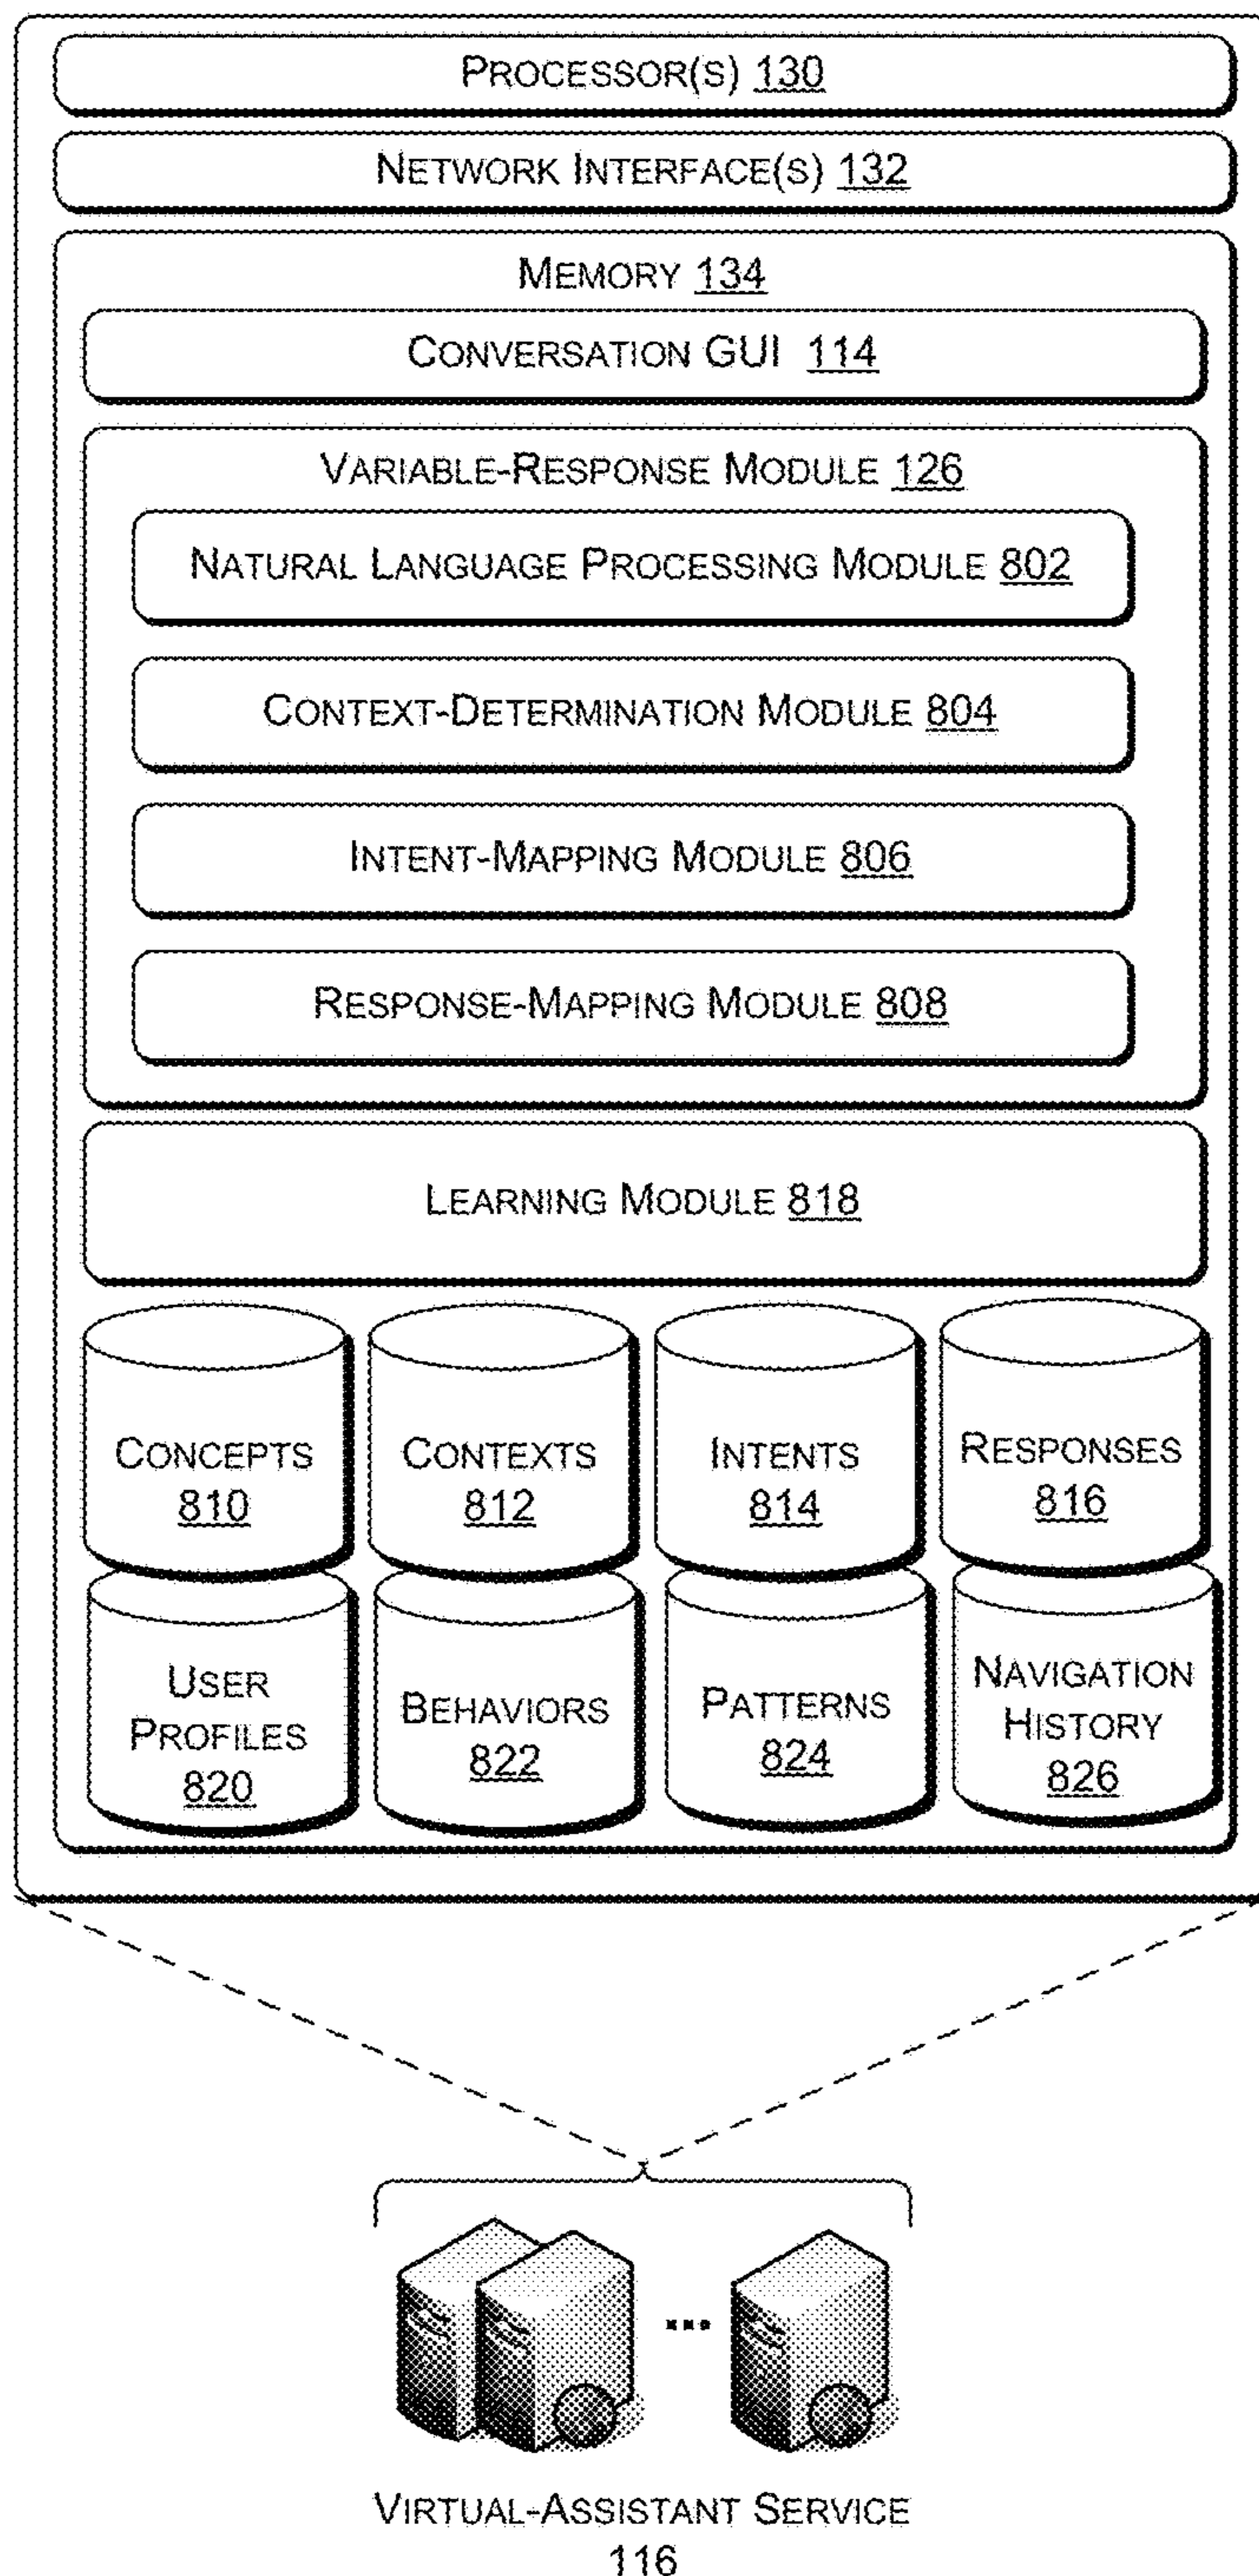 PROCESSOR(S) 130
NETWORK INTERFACE(S) 132
MEMORY 134
CONVERSATION GUI 114
VARIABLE-RESPONSE MODULE 126
NATURAL LANGUAGE PROCESSING MODULE 802
CONTEXT-DETERMINATION MODULE 804
INTENT-MAPPING MODULE 806
RESPONSE-MAPPING MODULE 808
LEARNING MODULE 818
CONCEPTS
810
CONTEXTS
812
INTENTS
814
RESPONSES
816
USER
PROFILES
820
BEHAVIORS
822
PATTERNS
824
NAVIGATION
HISTORY
826
VIRTUAL-ASSISTANT SERVICE
116